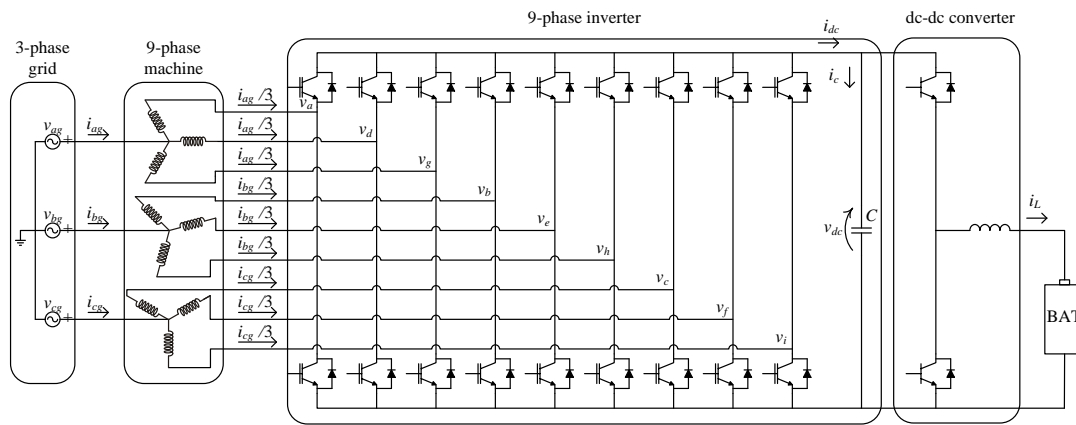 9-phase inverter
dc-dc converter
3-phase
grid
9-phase
machine
i_dc
i_c
i_ag /3
v_a
v_ag
+
i_ag
i_ag /3
v_d
i_ag /3
v_g
i_bg /3
v_b
v_bg
+
i_bg
i_bg /3
v_e
i_bg /3
v_h
v_dc
C
i_L
i_cg /3
v_c
v_cg
+
i_cg
i_cg /3
v_f
i_cg /3
v_i
BAT